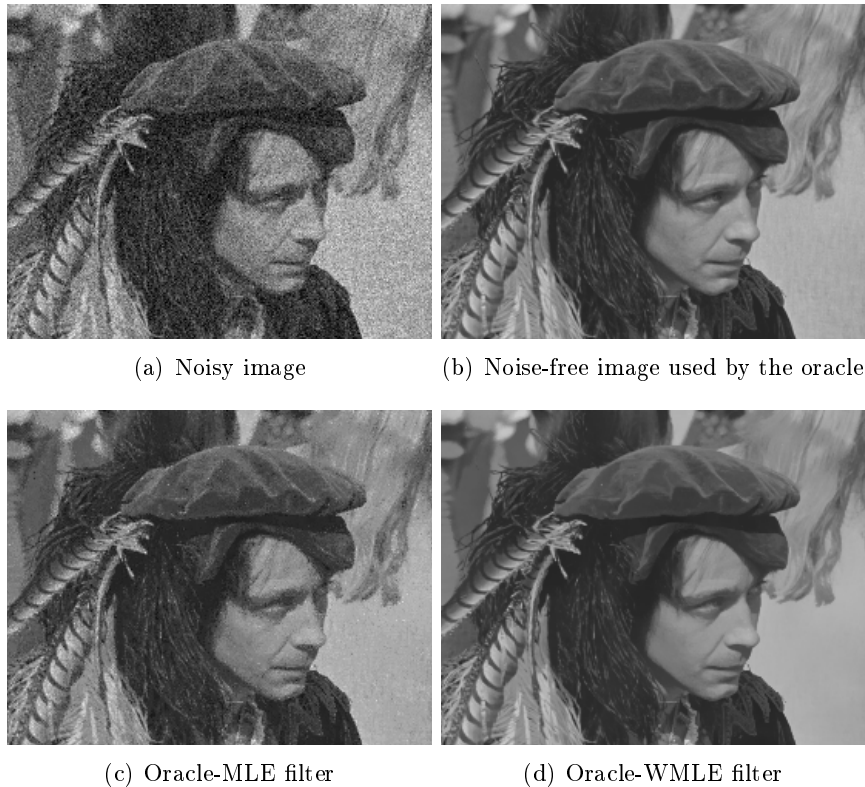 (a) Noisy image
(b) Noise-free image used by the oracle
(c) Oracle-MLE filter
(d) Oracle-WMLE filter